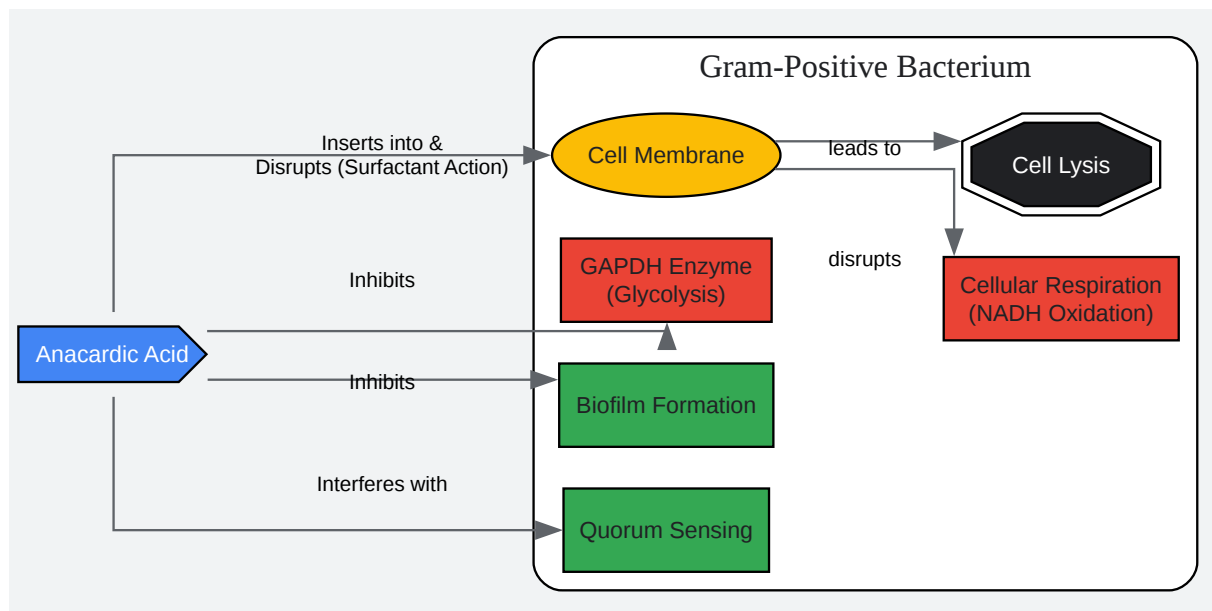 Gram-Positive Bacterium
Inserts into &
Disrupts (Surfactant Action)
Cell Membrane
leads to
Cell Lysis
Inhibits
GAPDH Enzyme
(Glycolysis)
disrupts
Cellular Respiration
(NADH Oxidation)
Anacardic Acid
Inhibits
Biofilm Formation
Interferes with
Quorum Sensing